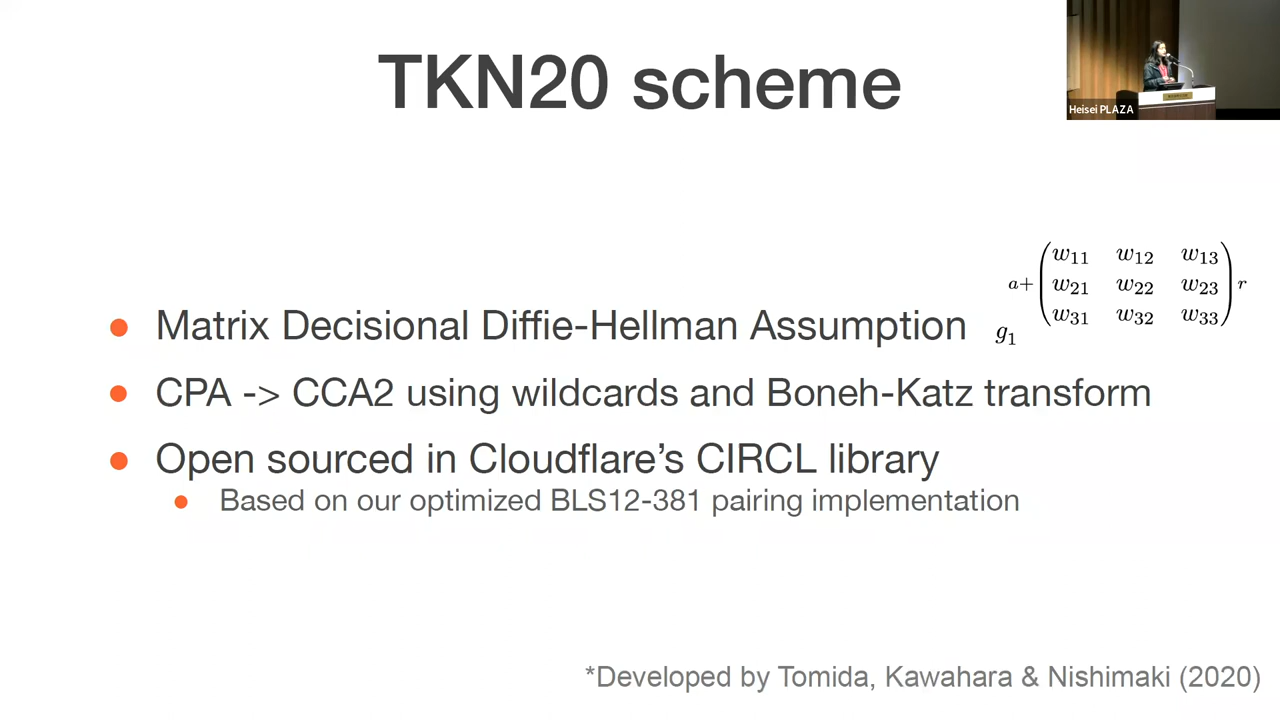 TKN20 scheme
Heisei PLAZA
w11 w12 w13
a+ w21 w22 w23 r
w31 w32 w33
g1
Matrix Decisional Diffie-Hellman Assumption
CPA -> CCA2 using wildcards and Boneh-Katz transform
Open sourced in Cloudflare's CIRCL library
Based on our optimized BLS12-381 pairing implementation
*Developed by Tomida, Kawahara & Nishimaki (2020)